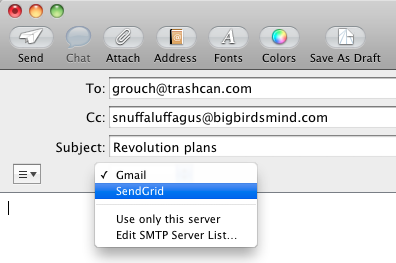 Send Chat Attach Address Fonts Colors Save As Draft
To: grouch@trashcan.com
Cc: snuffaluffagus@bigbirdsmind.com
Subject: Revolution plans
✓ Gmail
SendGrid
Use only this server
Edit SMTP Server List...